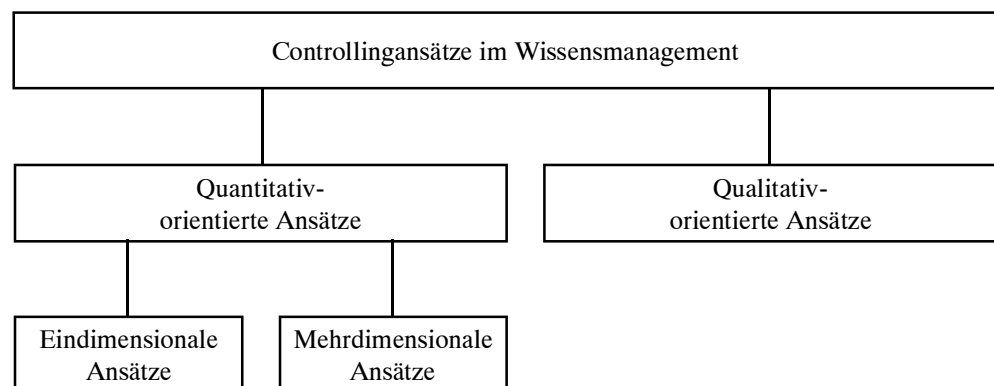 Controllingansätze im Wissensmanagement
Quantitativ-
orientierte Ansätze
Qualitativ-
orientierte Ansätze
Eindimensionale
Ansätze
Mehrdimensionale
Ansätze